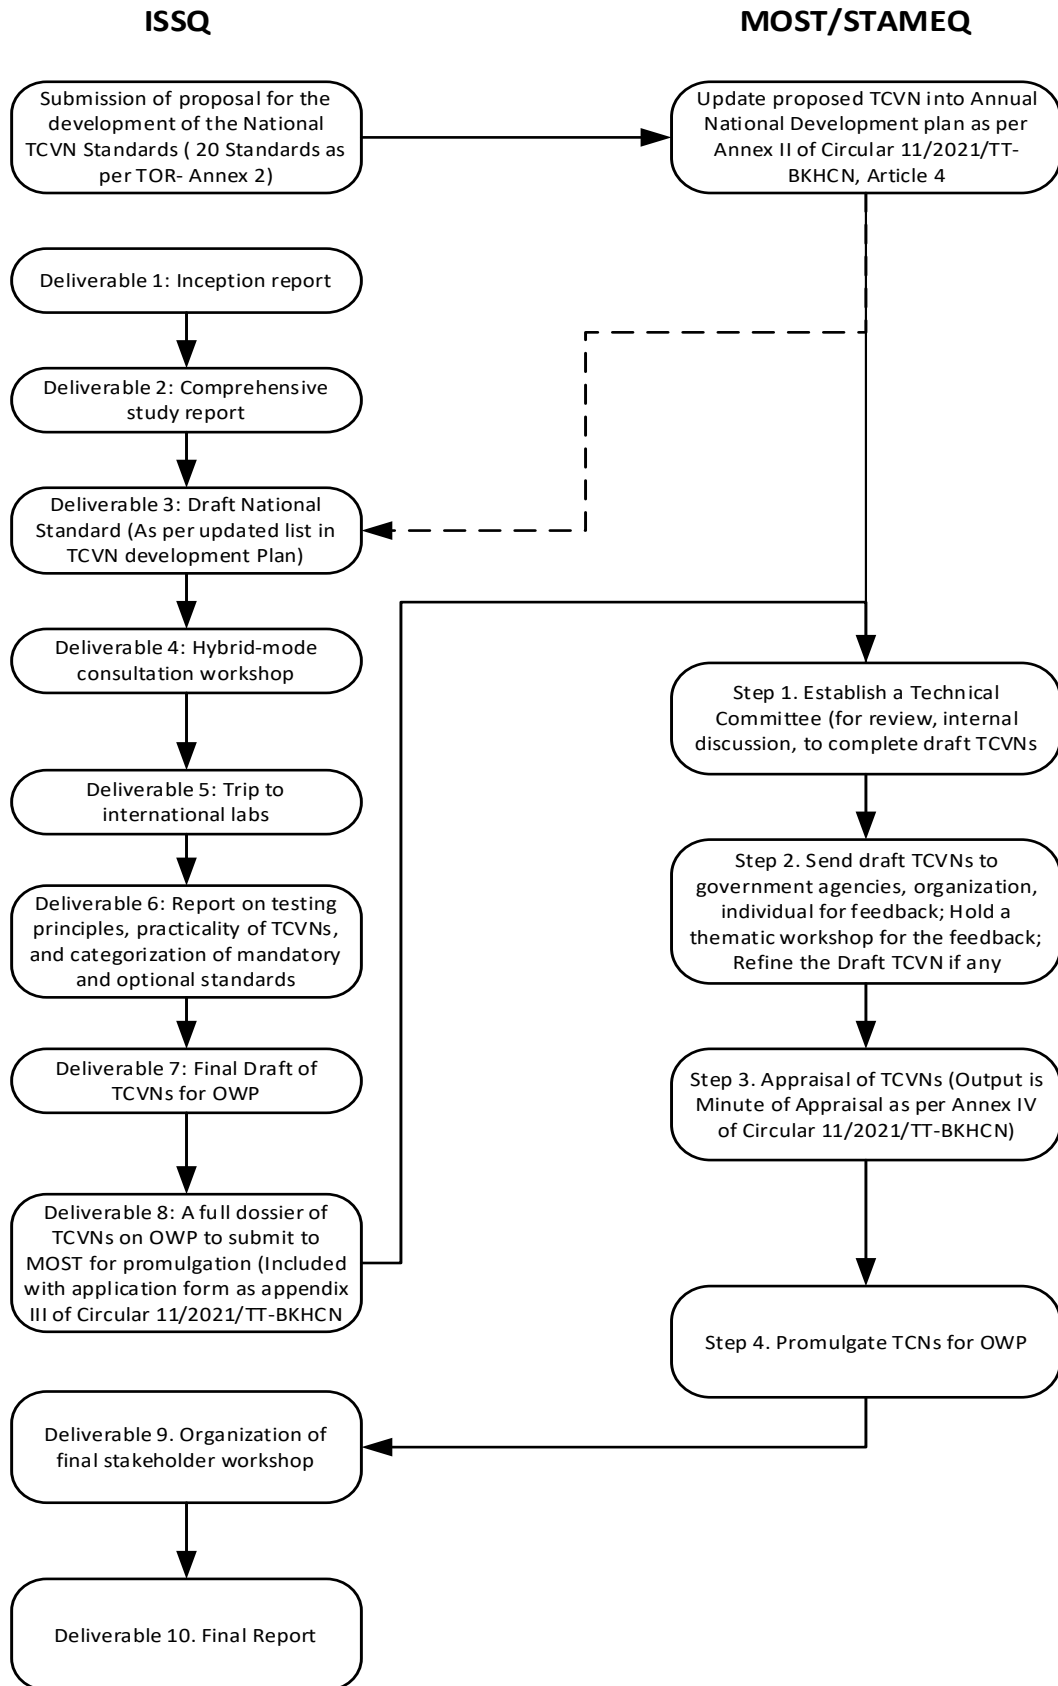 ISSQ
MOST/STAMEQ
Submission of proposal for the
development of the National
TCVN Standards ( 20 Standards as
per TOR- Annex 2)
Update proposed TCVN into Annual
National Development plan as per
Annex II of Circular 11/2021/TT-
BKHCN, Article 4
Deliverable 1: Inception report
Deliverable 2: Comprehensive
study report
Deliverable 3: Draft National
Standard (As per updated list in
TCVN development Plan)
Deliverable 4: Hybrid-mode
consultation workshop
Deliverable 5: Trip to
international labs
Deliverable 6: Report on testing
principles, practicality of TCVNs,
and categorization of mandatory
and optional standards
Deliverable 7: Final Draft of
TCVNs for OWP
Deliverable 8: A full dossier of
TCVNs on OWP to submit to
MOST for promulgation (Included
with application form as appendix
III of Circular 11/2021/TT-BKHCN
Step 1. Establish a Technical
Committee (for review, internal
discussion, to complete draft TCVNs
Step 2. Send draft TCVNs to
government agencies, organization,
individual for feedback; Hold a
thematic workshop for the feedback;
Refine the Draft TCVN if any
Step 3. Appraisal of TCVNs (Output is
Minute of Appraisal as per Annex IV
of Circular 11/2021/TT-BKHCN)
Step 4. Promulgate TCNs for OWP
Deliverable 9. Organization of
final stakeholder workshop
Deliverable 10. Final Report